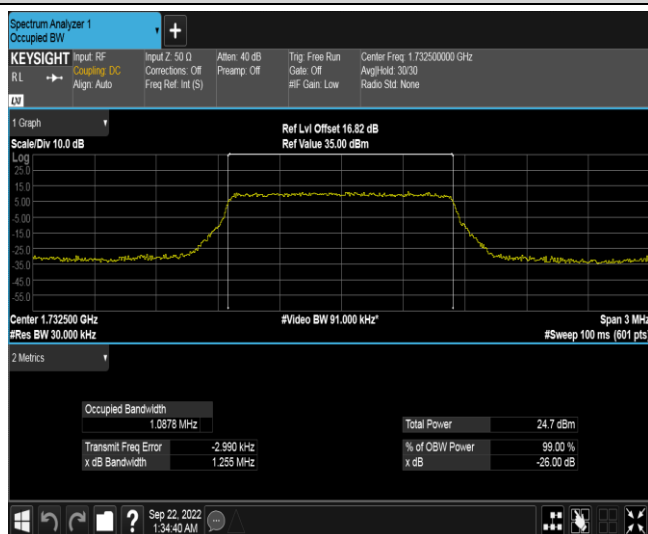 Spectrum Analyzer 1
Occupied BW
+
KEYSIGHT
R L
LXI
Input: RF
Coupling: DC
Align: Auto
Input Z: 50 Ω
Corrections: Off
Freq Ref: Int (S)
Atten: 40 dB
Preamp: Off
Trig: Free Run
Gate: Off
#IF Gain: Low
Center Freq: 1.732500000 GHz
Avg|Hold: 30/30
Radio Std: None
1 Graph
Scale/Div 10.0 dB
Ref Lvl Offset 16.82 dB
Ref Value 35.00 dBm
Log
25.0
15.0
5.00
-5.00
-15.0
-25.0
-35.0
-45.0
-55.0
Center 1.732500 GHz
#Res BW 30.000 kHz
#Video BW 91.000 kHz*
Span 3 MHz
#Sweep 100 ms (601 pts)
2 Metrics
Occupied Bandwidth
1.0878 MHz
Transmit Freq Error -2.990 kHz
x dB Bandwidth 1.255 MHz
Total Power 24.7 dBm
% of OBW Power 99.00 %
x dB -26.00 dB
?
Sep 22, 2022
1:34:40 AM